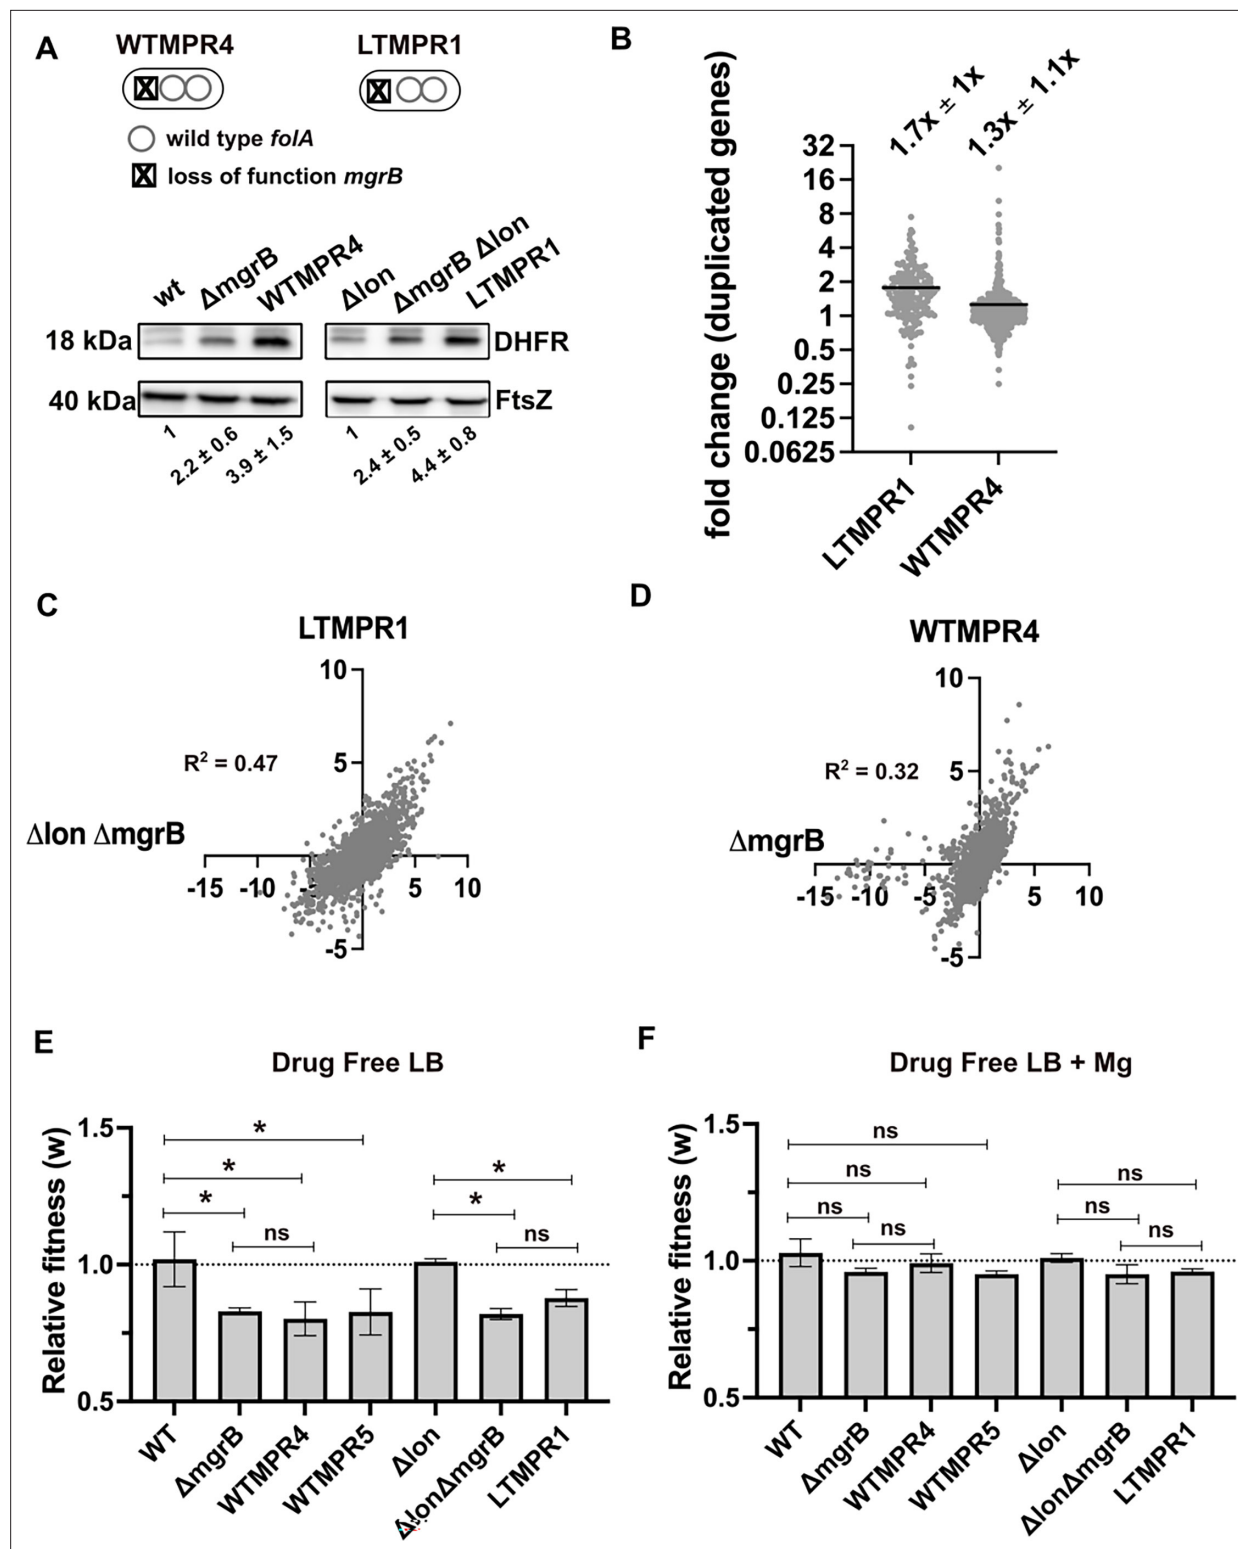 A
WTMPR4
LTMPR1
wild type folA
loss of function mgrB
wt
ΔmgrB
WTMPR4
Δlon
ΔmgrB Δlon
LTMPR1
18 kDa
DHFR
40 kDa
FtsZ
1
2.2 ± 0.6
3.9 ± 1.5
1
2.4 ± 0.5
4.4 ± 0.8
B
1.7x ± 1x
1.3x ± 1.1x
fold change (duplicated genes)
32
16
8
4
2
1
0.5
0.25
0.125
0.0625
LTMPR1
WTMPR4
C
LTMPR1
10
5
R² = 0.47
Δlon ΔmgrB
-15 -10 -5 5 10
-5
D
WTMPR4
10
5
R² = 0.32
ΔmgrB
-15 -10 -5 5 10
-5
E
Drug Free LB
Relative fitness (w)
1.5
1.0
0.5
*
*
*
ns
*
*
ns
WT
ΔmgrB
WTMPR4
WTMPR5
Δlon
ΔlonΔmgrB
LTMPR1
F
Drug Free LB + Mg
Relative fitness (w)
1.5
1.0
0.5
ns
ns
ns
ns
ns
ns
ns
WT
ΔmgrB
WTMPR4
WTMPR5
Δlon
ΔlonΔmgrB
LTMPR1